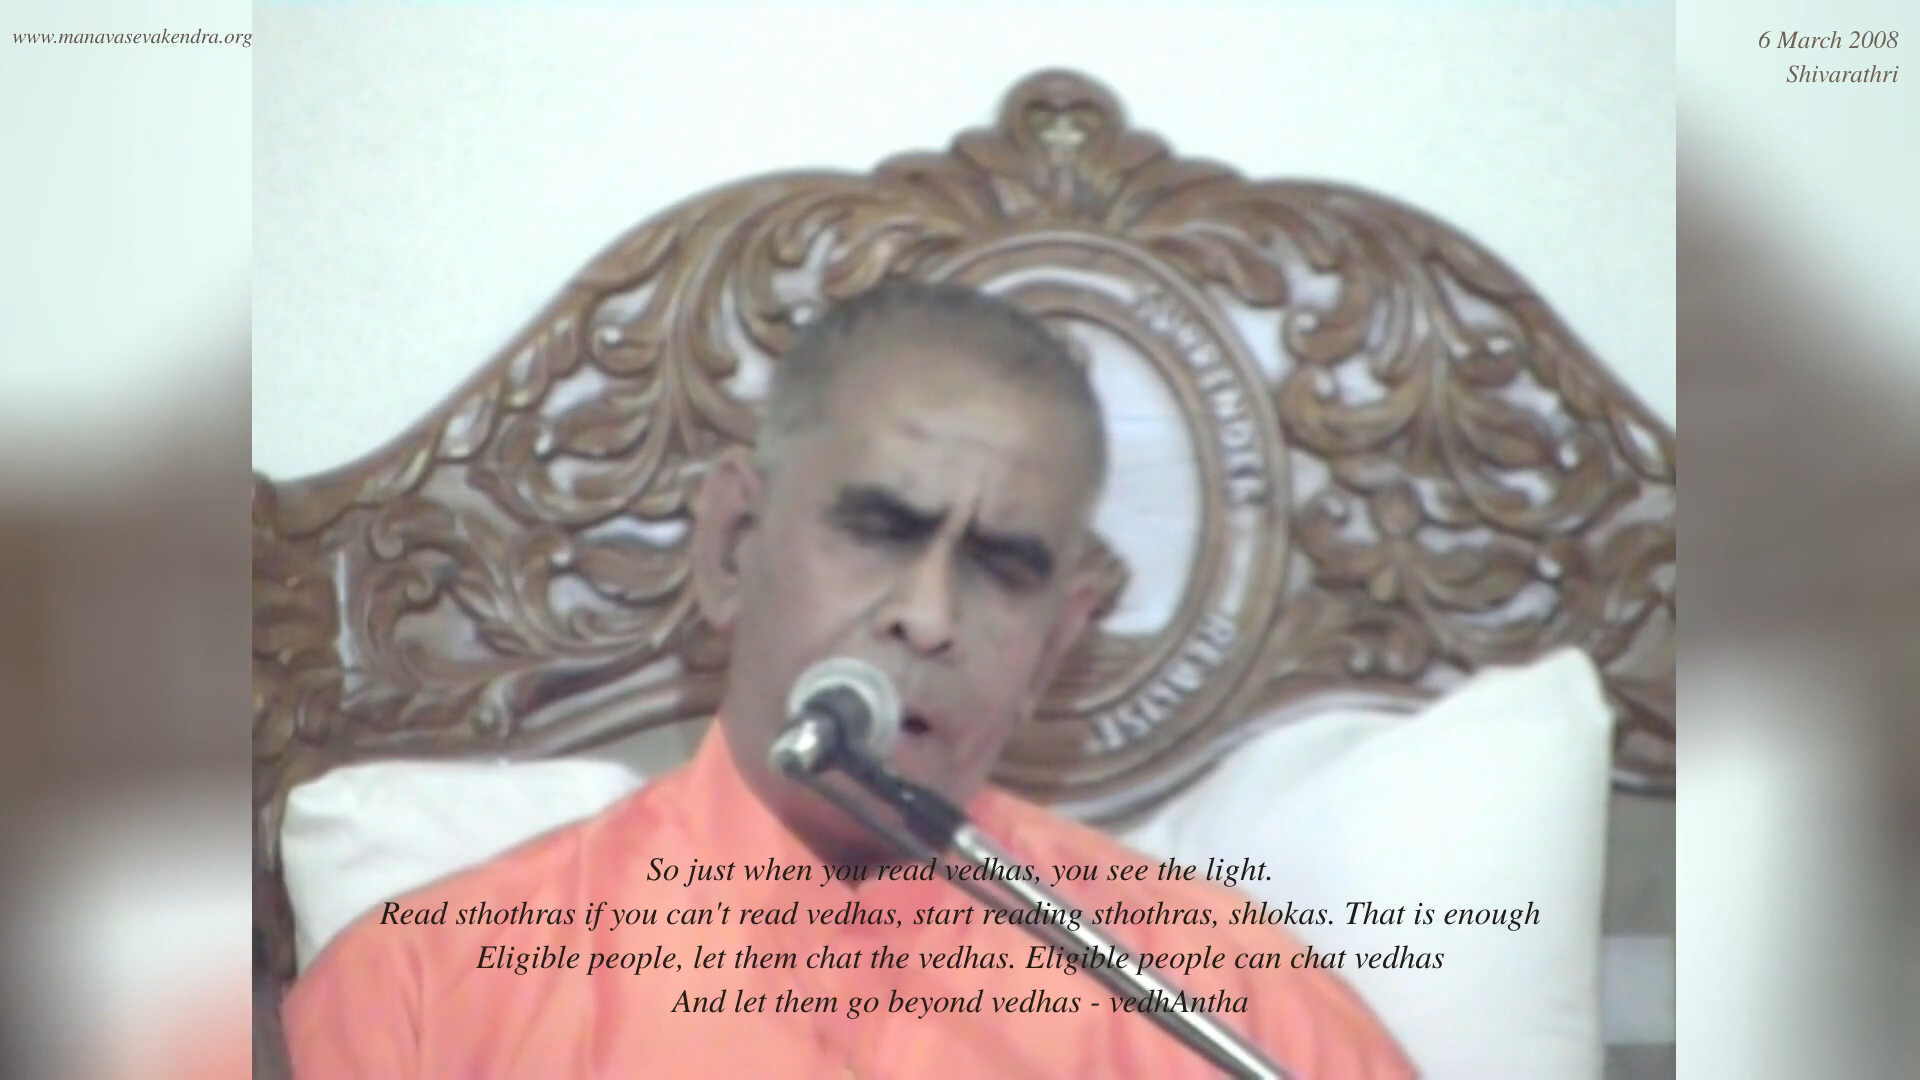 www.manavasevakendra.org
6 March 2008
Shivarathri
REALISE
So just when you read vedhas, you see the light.
Read sthothras if you can't read vedhas, start reading sthothras, shlokas. That is enough
Eligible people, let them chat the vedhas. Eligible people can chat vedhas
And let them go beyond vedhas - vedhAntha